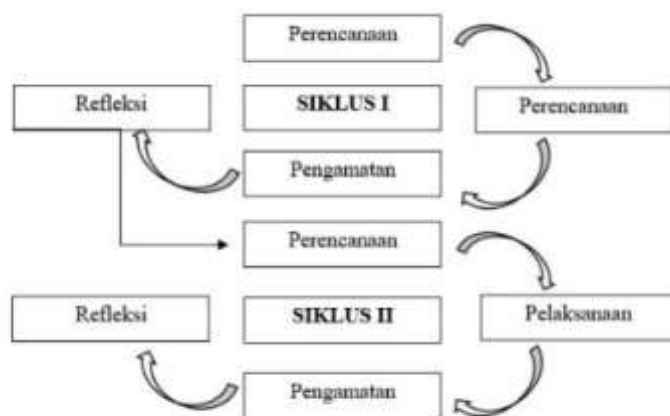 Perencanaan
Refleksi
SIKLUS I
Perencanaan
Pengamatan
Perencanaan
Refleksi
SIKLUS II
Pelaksanaan
Pengamatan